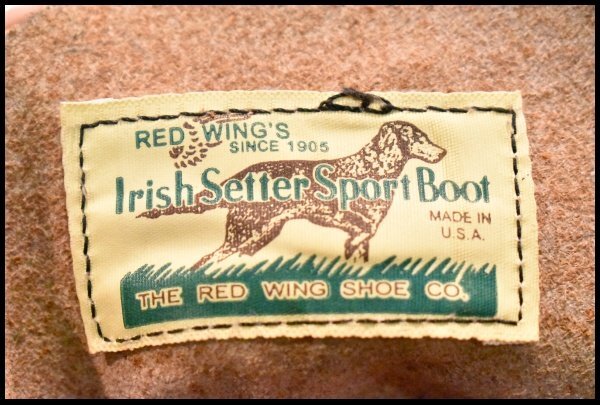 RED WING'S
SINCE 1905
Irish Setter Sport Boot
MADE IN
U.S.A.
THE RED WING SHOE CO.